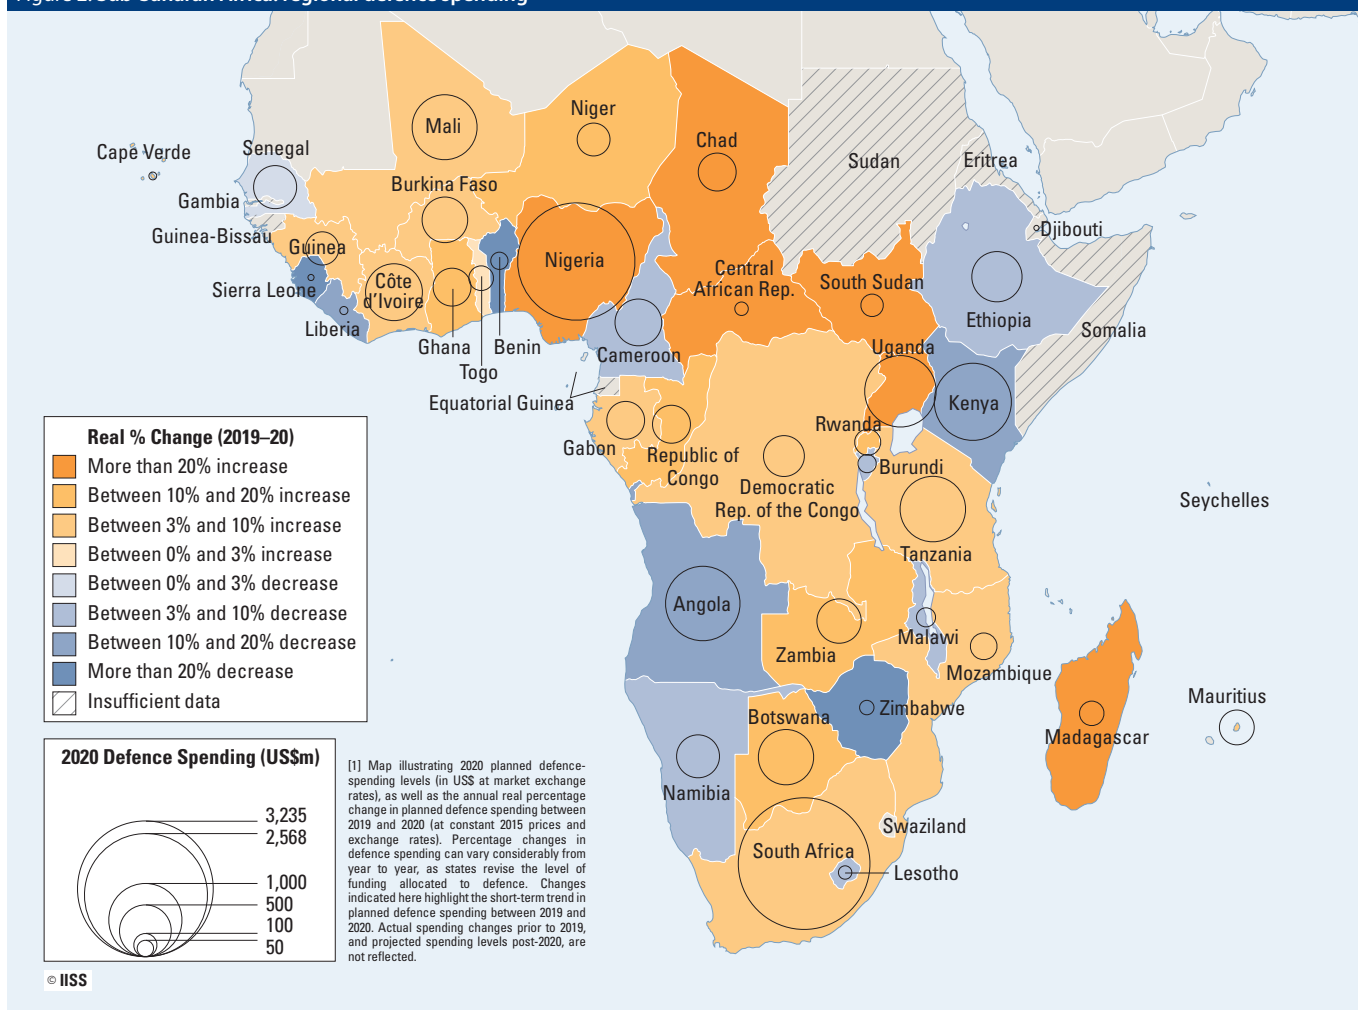 Figure 2: Sub-Saharan Africa: regional defence spending
Mali
Niger
Chad
Sudan
Eritrea
Cape Verde
Senegal
Burkina Faso
Gambia
Guinea-Bissau
Guinea
Djibouti
Nigeria
Central
African Rep.
South Sudan
Sierra Leone
Côte
d'Ivoire
Ethiopia
Liberia
Somalia
Ghana
Benin
Cameroon
Uganda
Togo
Equatorial Guinea
Kenya
Rwanda
Gabon
Republic of
Congo
Burundi
Democratic
Rep. of the Congo
Seychelles
Tanzania
Angola
Malawi
Zambia
Mozambique
Mauritius
Botswana
Zimbabwe
Madagascar
Namibia
Swaziland
South Africa
Lesotho
Real % Change (2019–20)
More than 20% increase
Between 10% and 20% increase
Between 3% and 10% increase
Between 0% and 3% increase
Between 0% and 3% decrease
Between 3% and 10% decrease
Between 10% and 20% decrease
More than 20% decrease
Insufficient data
2020 Defence Spending (US$m)
3,235
2,568
1,000
500
100
50
[1] Map illustrating 2020 planned defence-
spending levels (in US$ at market exchange
rates), as well as the annual real percentage
change in planned defence spending between
2019 and 2020 (at constant 2015 prices and
exchange rates). Percentage changes in
defence spending can vary considerably from
year to year, as states revise the level of
funding allocated to defence. Changes
indicated here highlight the short-term trend in
planned defence spending between 2019 and
2020. Actual spending changes prior to 2019,
and projected spending levels post-2020, are
not reflected.
© IISS